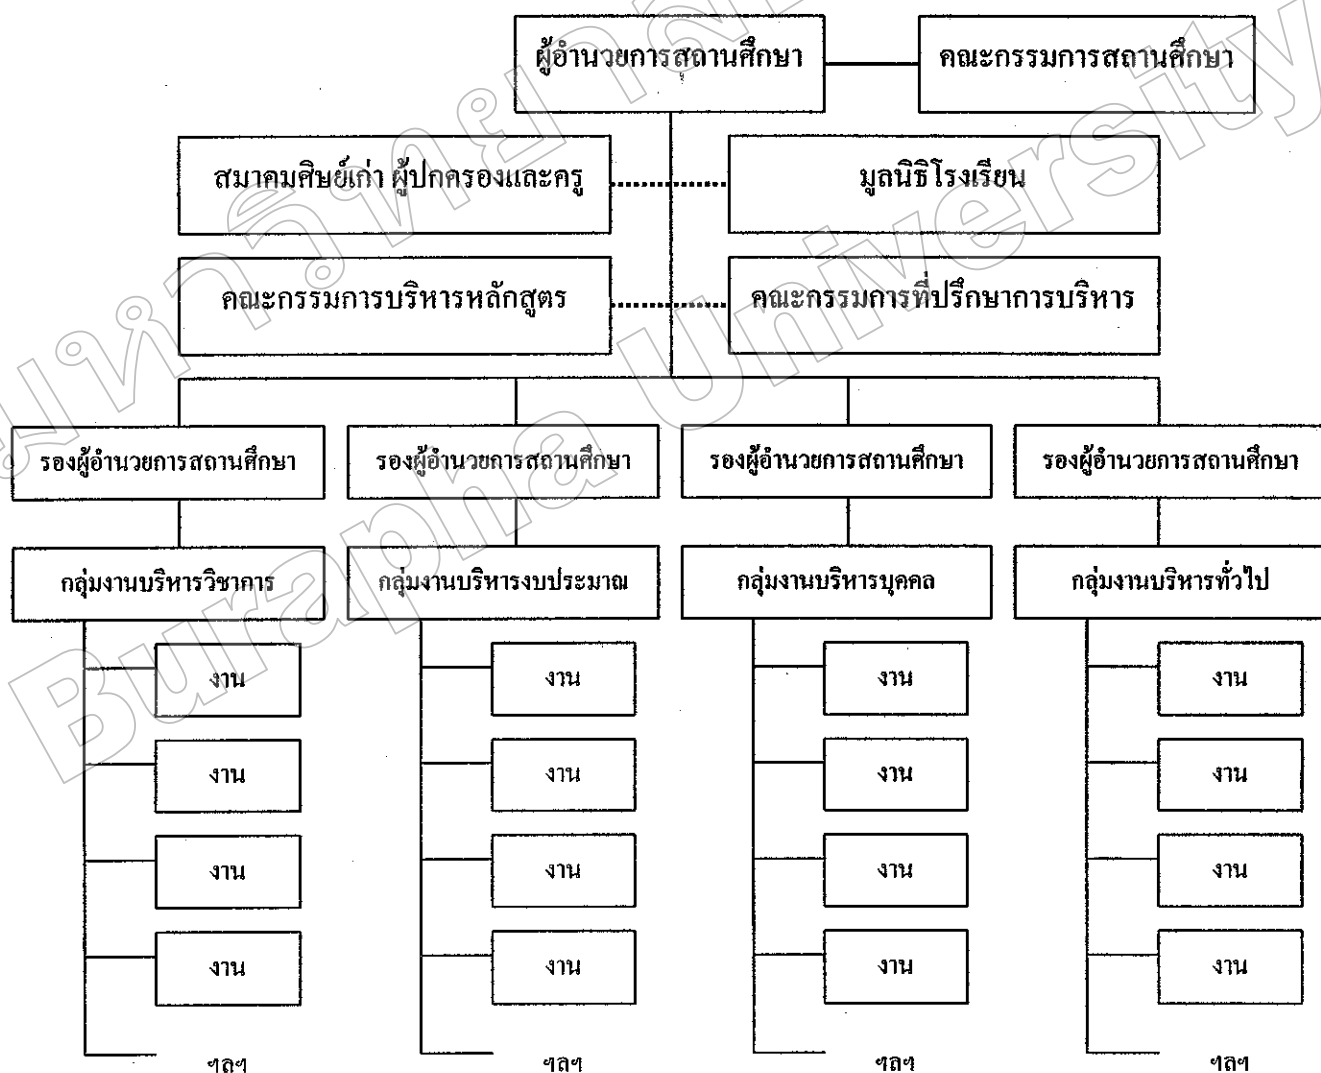 ผู้อำนวยการสถานศึกษา คณะกรรมการสถานศึกษา
สมาคมศิษย์เก่า ผู้ปกครองและครู มูลนิธิโรงเรียน
คณะกรรมการบริหารหลักสูตร คณะกรรมการที่ปรึกษาการบริหาร
รองผู้อำนวยการสถานศึกษา รองผู้อำนวยการสถานศึกษา รองผู้อำนวยการสถานศึกษา รองผู้อำนวยการสถานศึกษา
กลุ่มงานบริหารวิชาการ กลุ่มงานบริหารงบประมาณ กลุ่มงานบริหารบุคคล กลุ่มงานบริหารทั่วไป
งาน งาน งาน งาน
งาน งาน งาน งาน
งาน งาน งาน งาน
งาน งาน งาน งาน
ฯลฯ ฯลฯ ฯลฯ ฯลฯ
Burapha University